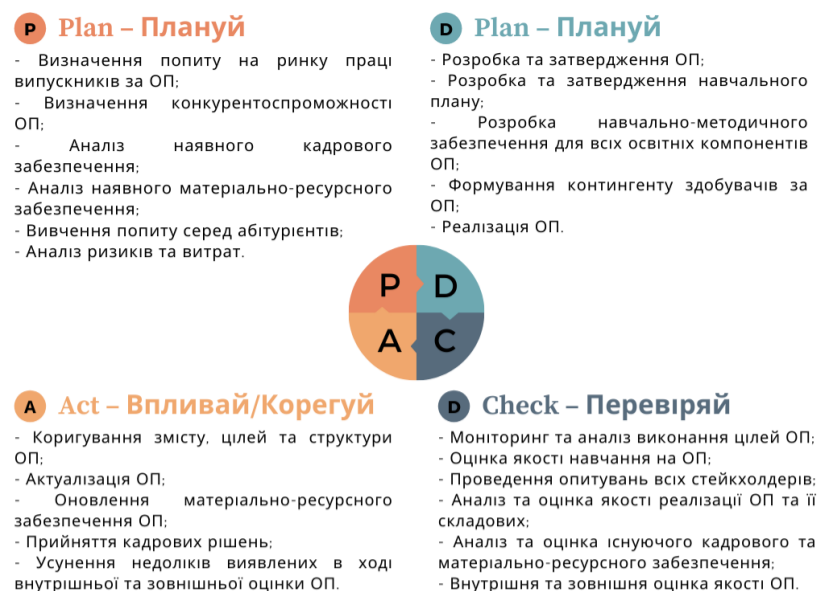 P Plan – Плануй
- Визначення попиту на ринку праці
випускників за ОП;
- Визначення конкурентоспроможності
ОП;
- Аналіз наявного кадрового
забезпечення;
- Аналіз наявного матеріально-ресурсного
забезпечення;
- Вивчення попиту серед абітурієнтів;
- Аналіз ризиків та витрат.
D Plan – Плануй
- Розробка та затвердження ОП;
- Розробка та затвердження навчального
плану;
- Розробка навчально-методичного
забезпечення для всіх освітніх компонентів
ОП;
- Формування контингенту здобувачів за
ОП;
- Реалізація ОП.
P D
A C
A Act – Впливай/Корегуй
- Коригування змісту, цілей та структури
ОП;
- Актуалізація ОП;
- Оновлення матеріально-ресурсного
забезпечення ОП;
- Прийняття кадрових рішень;
- Усунення недоліків виявлених в ході
внутрішньої та зовнішньої оцінки ОП.
D Check – Перевіряй
- Моніторинг та аналіз виконання цілей ОП;
- Оцінка якості навчання на ОП;
- Проведення опитувань всіх стейкхолдерів;
- Аналіз та оцінка якості реалізації ОП та її
складових;
- Аналіз та оцінка існуючого кадрового та
матеріально-ресурсного забезпечення;
- Внутрішня та зовнішня оцінка якості ОП.